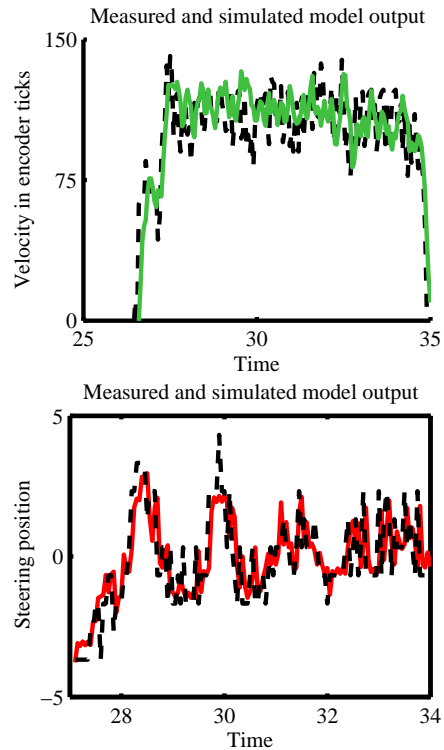 Measured and simulated model output
150
Velocity in encoder ticks
75
0
25
30
35
Time
Measured and simulated model output
5
Steering position
0
−5
28
30
32
34
Time